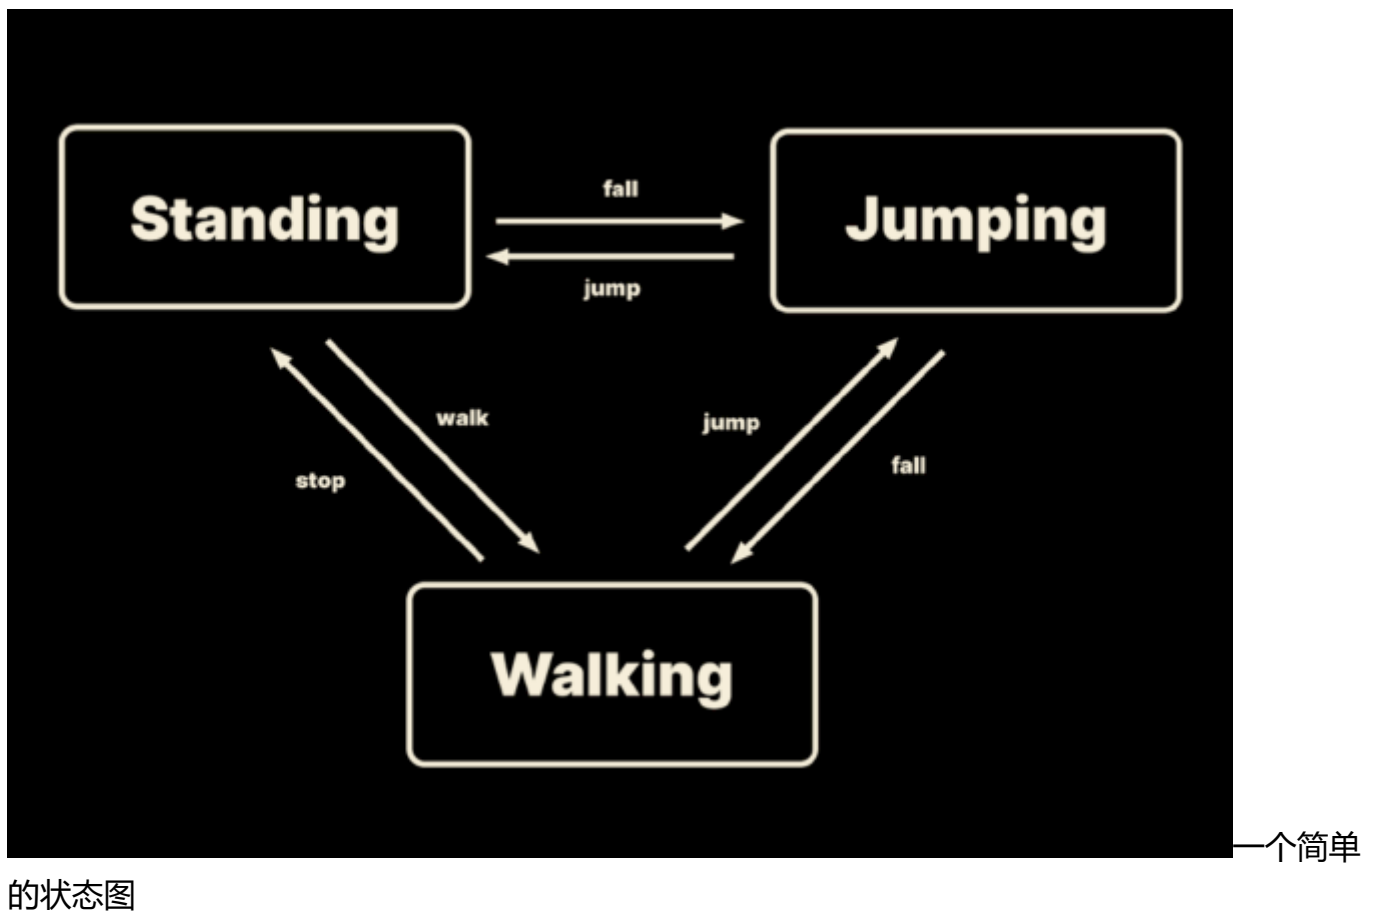 Standing
fall
Jumping
jump
walk
jump
stop
fall
Walking
一个简单
的状态图